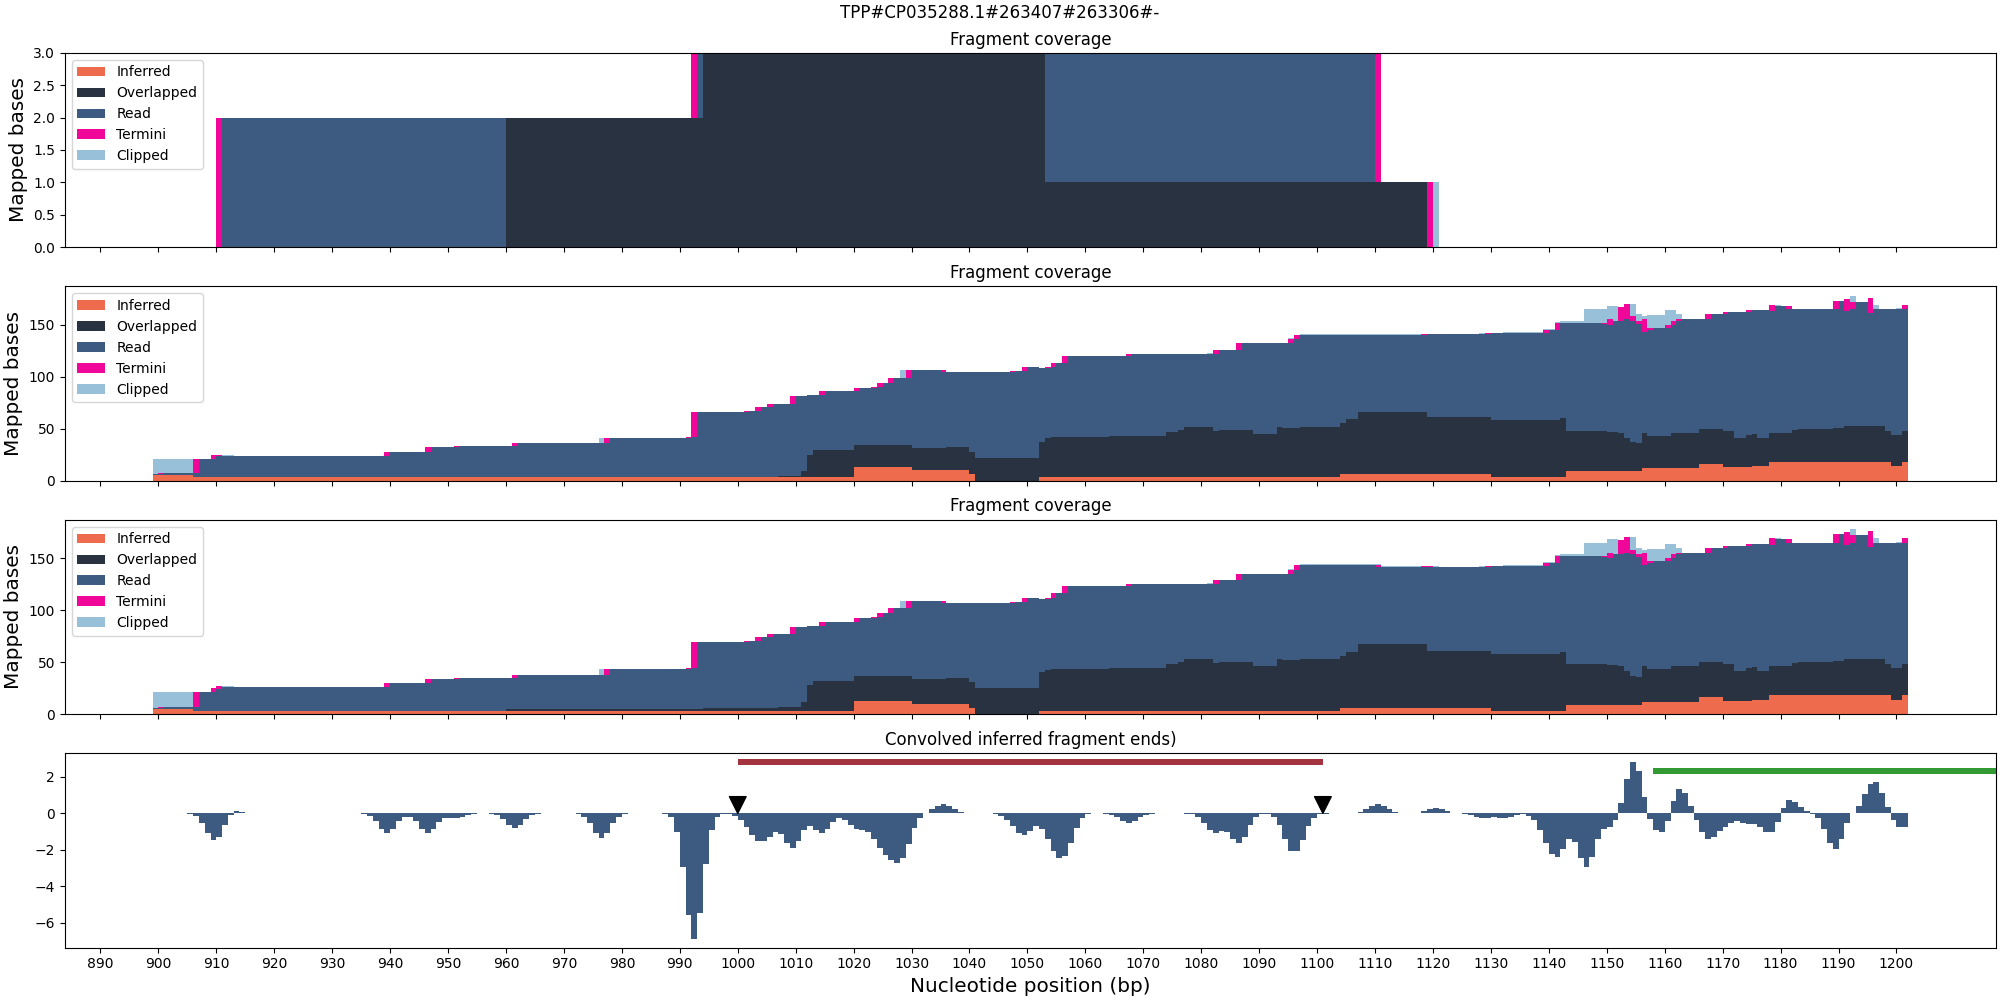 TPP#CP035288.1#263407#263306#-
Fragment coverage
Mapped bases
3.0
2.5
2.0
1.5
1.0
0.5
0.0
Inferred
Overlapped
Read
Termini
Clipped
Fragment coverage
Mapped bases
150
100
50
0
Inferred
Overlapped
Read
Termini
Clipped
Fragment coverage
Mapped bases
150
100
50
0
Inferred
Overlapped
Read
Termini
Clipped
Convolved inferred fragment ends)
2
0
−2
−4
−6
890 900 910 920 930 940 950 960 970 980 990 1000 1010 1020 1030 1040 1050 1060 1070 1080 1090 1100 1110 1120 1130 1140 1150 1160 1170 1180 1190 1200
Nucleotide position (bp)